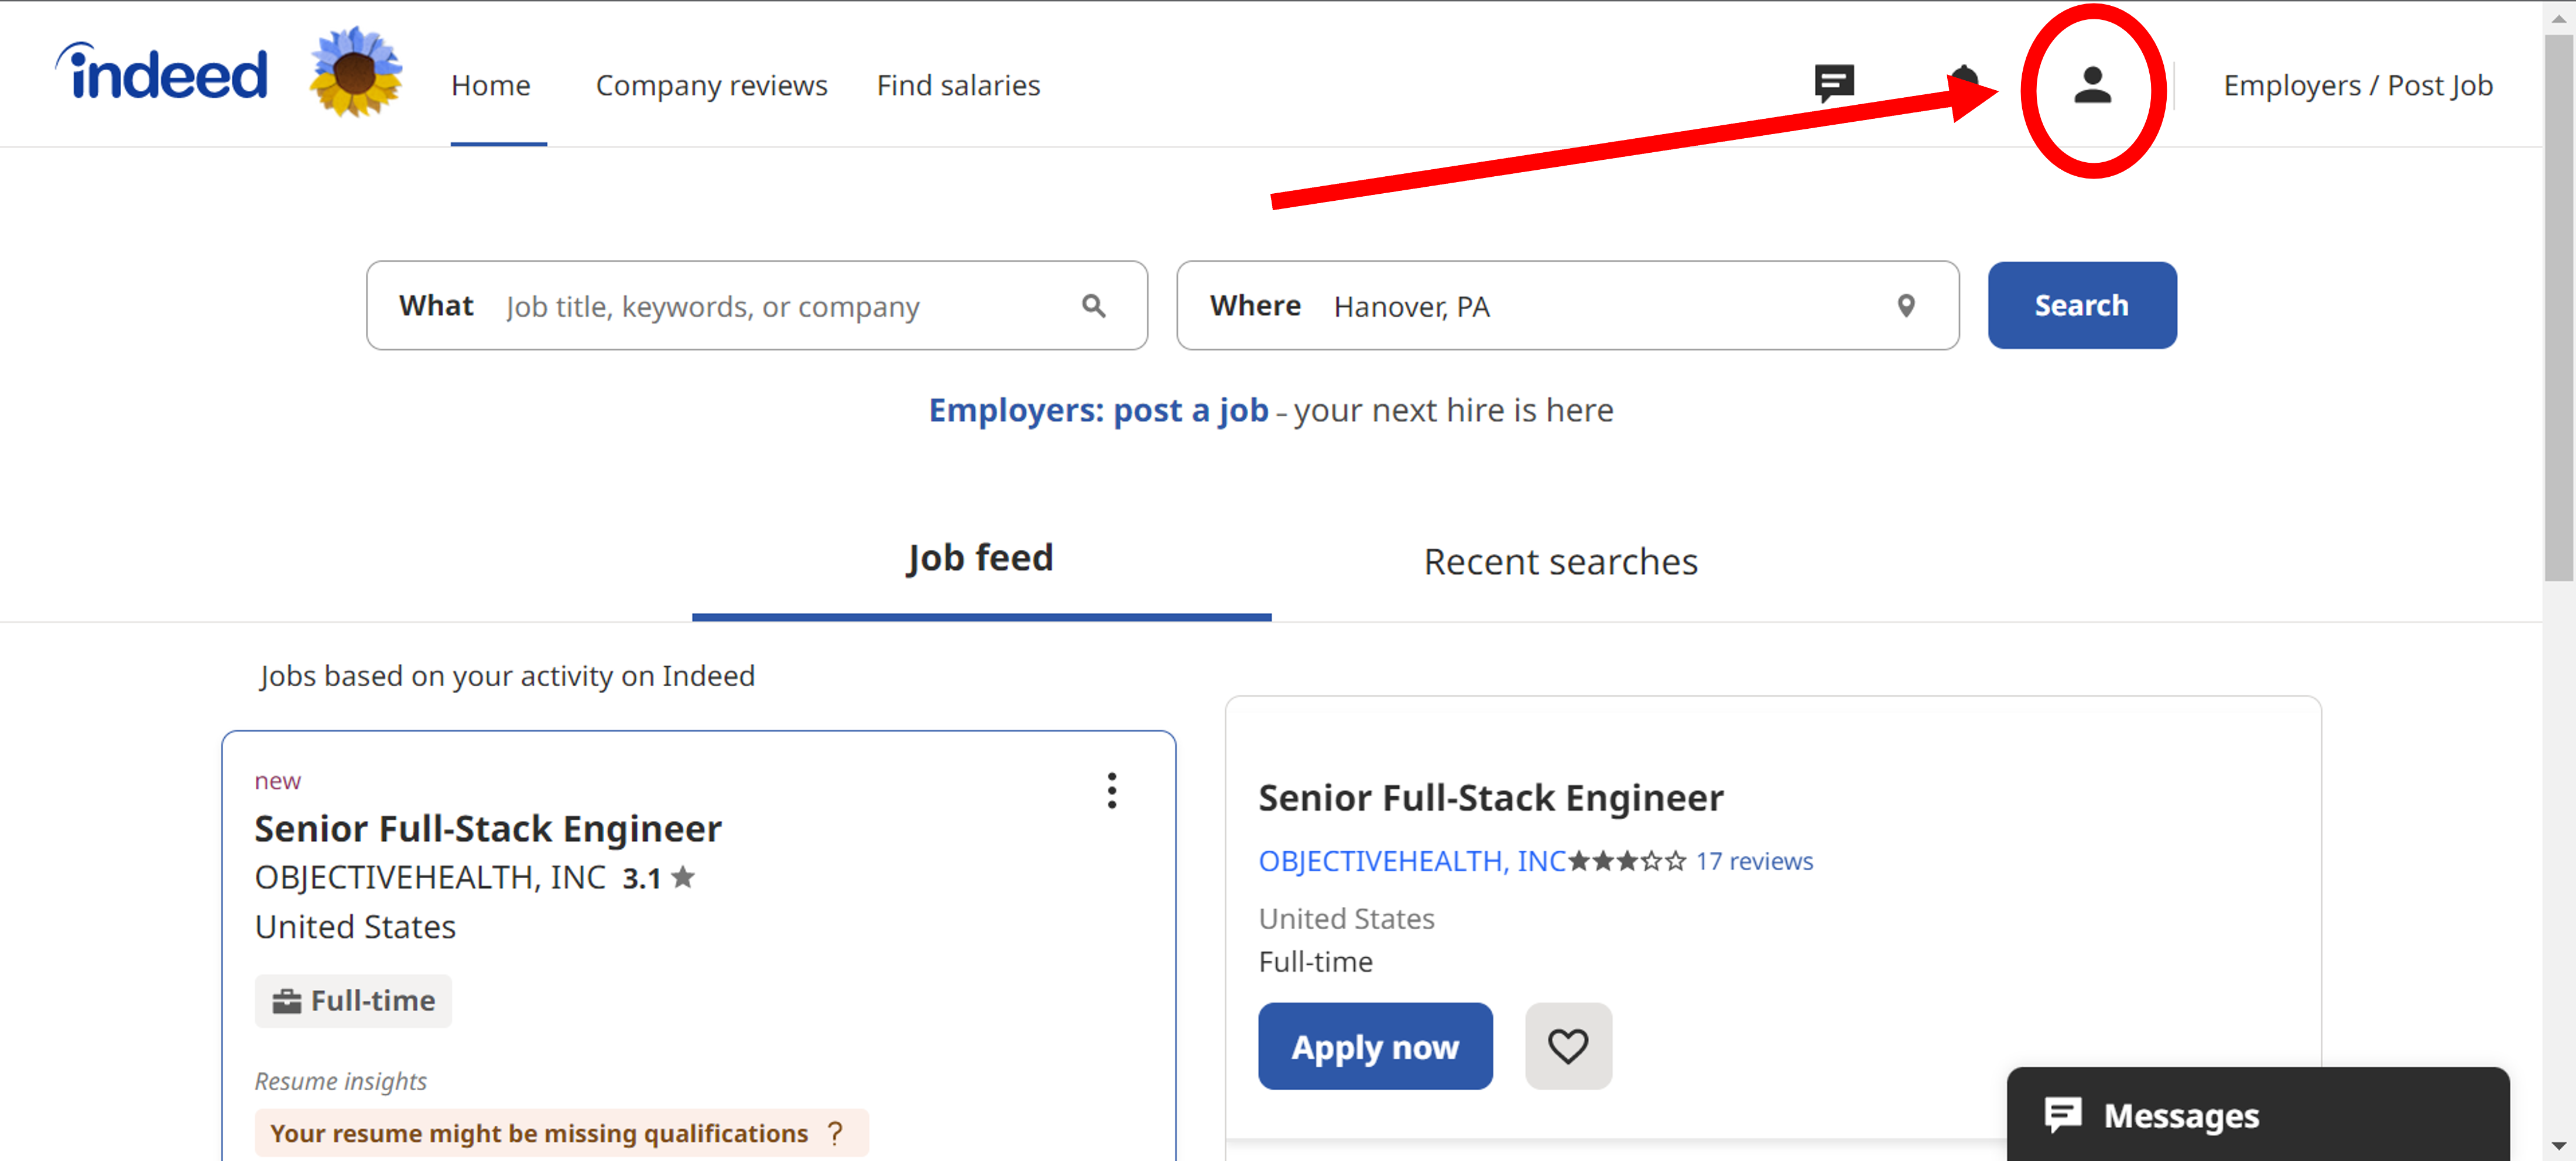 indeed
Home Company reviews Find salaries Employers / Post Job
What Job title, keywords, or company Where Hanover, PA Search
Employers: post a job - your next hire is here
Job feed Recent searches
Jobs based on your activity on Indeed
new
Senior Full-Stack Engineer
OBJECTIVEHEALTH, INC 3.1
United States
Full-time
Resume insights
Your resume might be missing qualifications ?
Senior Full-Stack Engineer
OBJECTIVEHEALTH, INC 17 reviews
United States
Full-time
Apply now
Messages